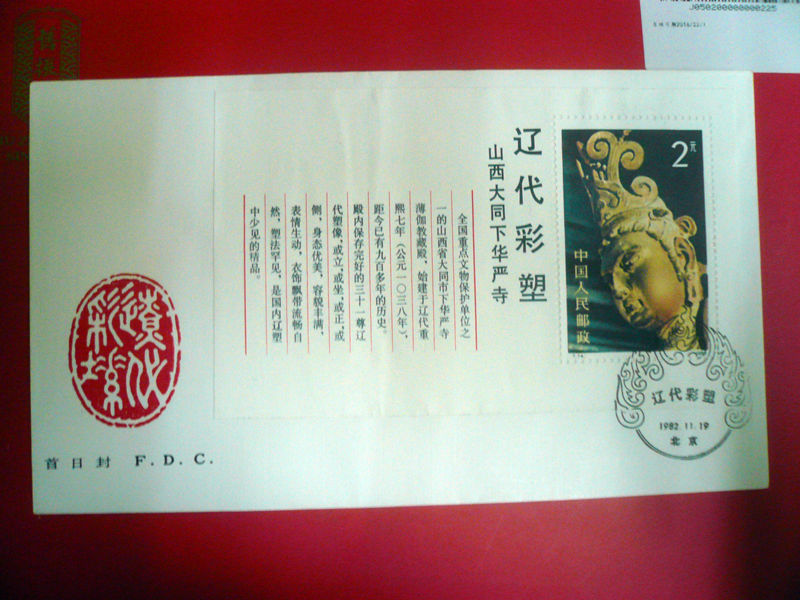 J050200000000225
2元
中国人民邮政
辽代彩塑
山西大同下华严寺
全国重点文物保护单位之
一的山西省大同市下华严寺
薄伽教藏殿，始建于辽代重
熙七年（公元一〇三八年），
距今已有九百多年的历史。
殿内保存完好的三十一尊辽
代塑像，或立，或坐，或正，或
侧，身态优美，容貌丰满，
表情生动，衣饰飘带流畅自
然，塑法罕见，是国内辽塑
中少见的精品。
辽代彩塑
首日封 F.D.C.
辽代彩塑
1982.11.19
北京